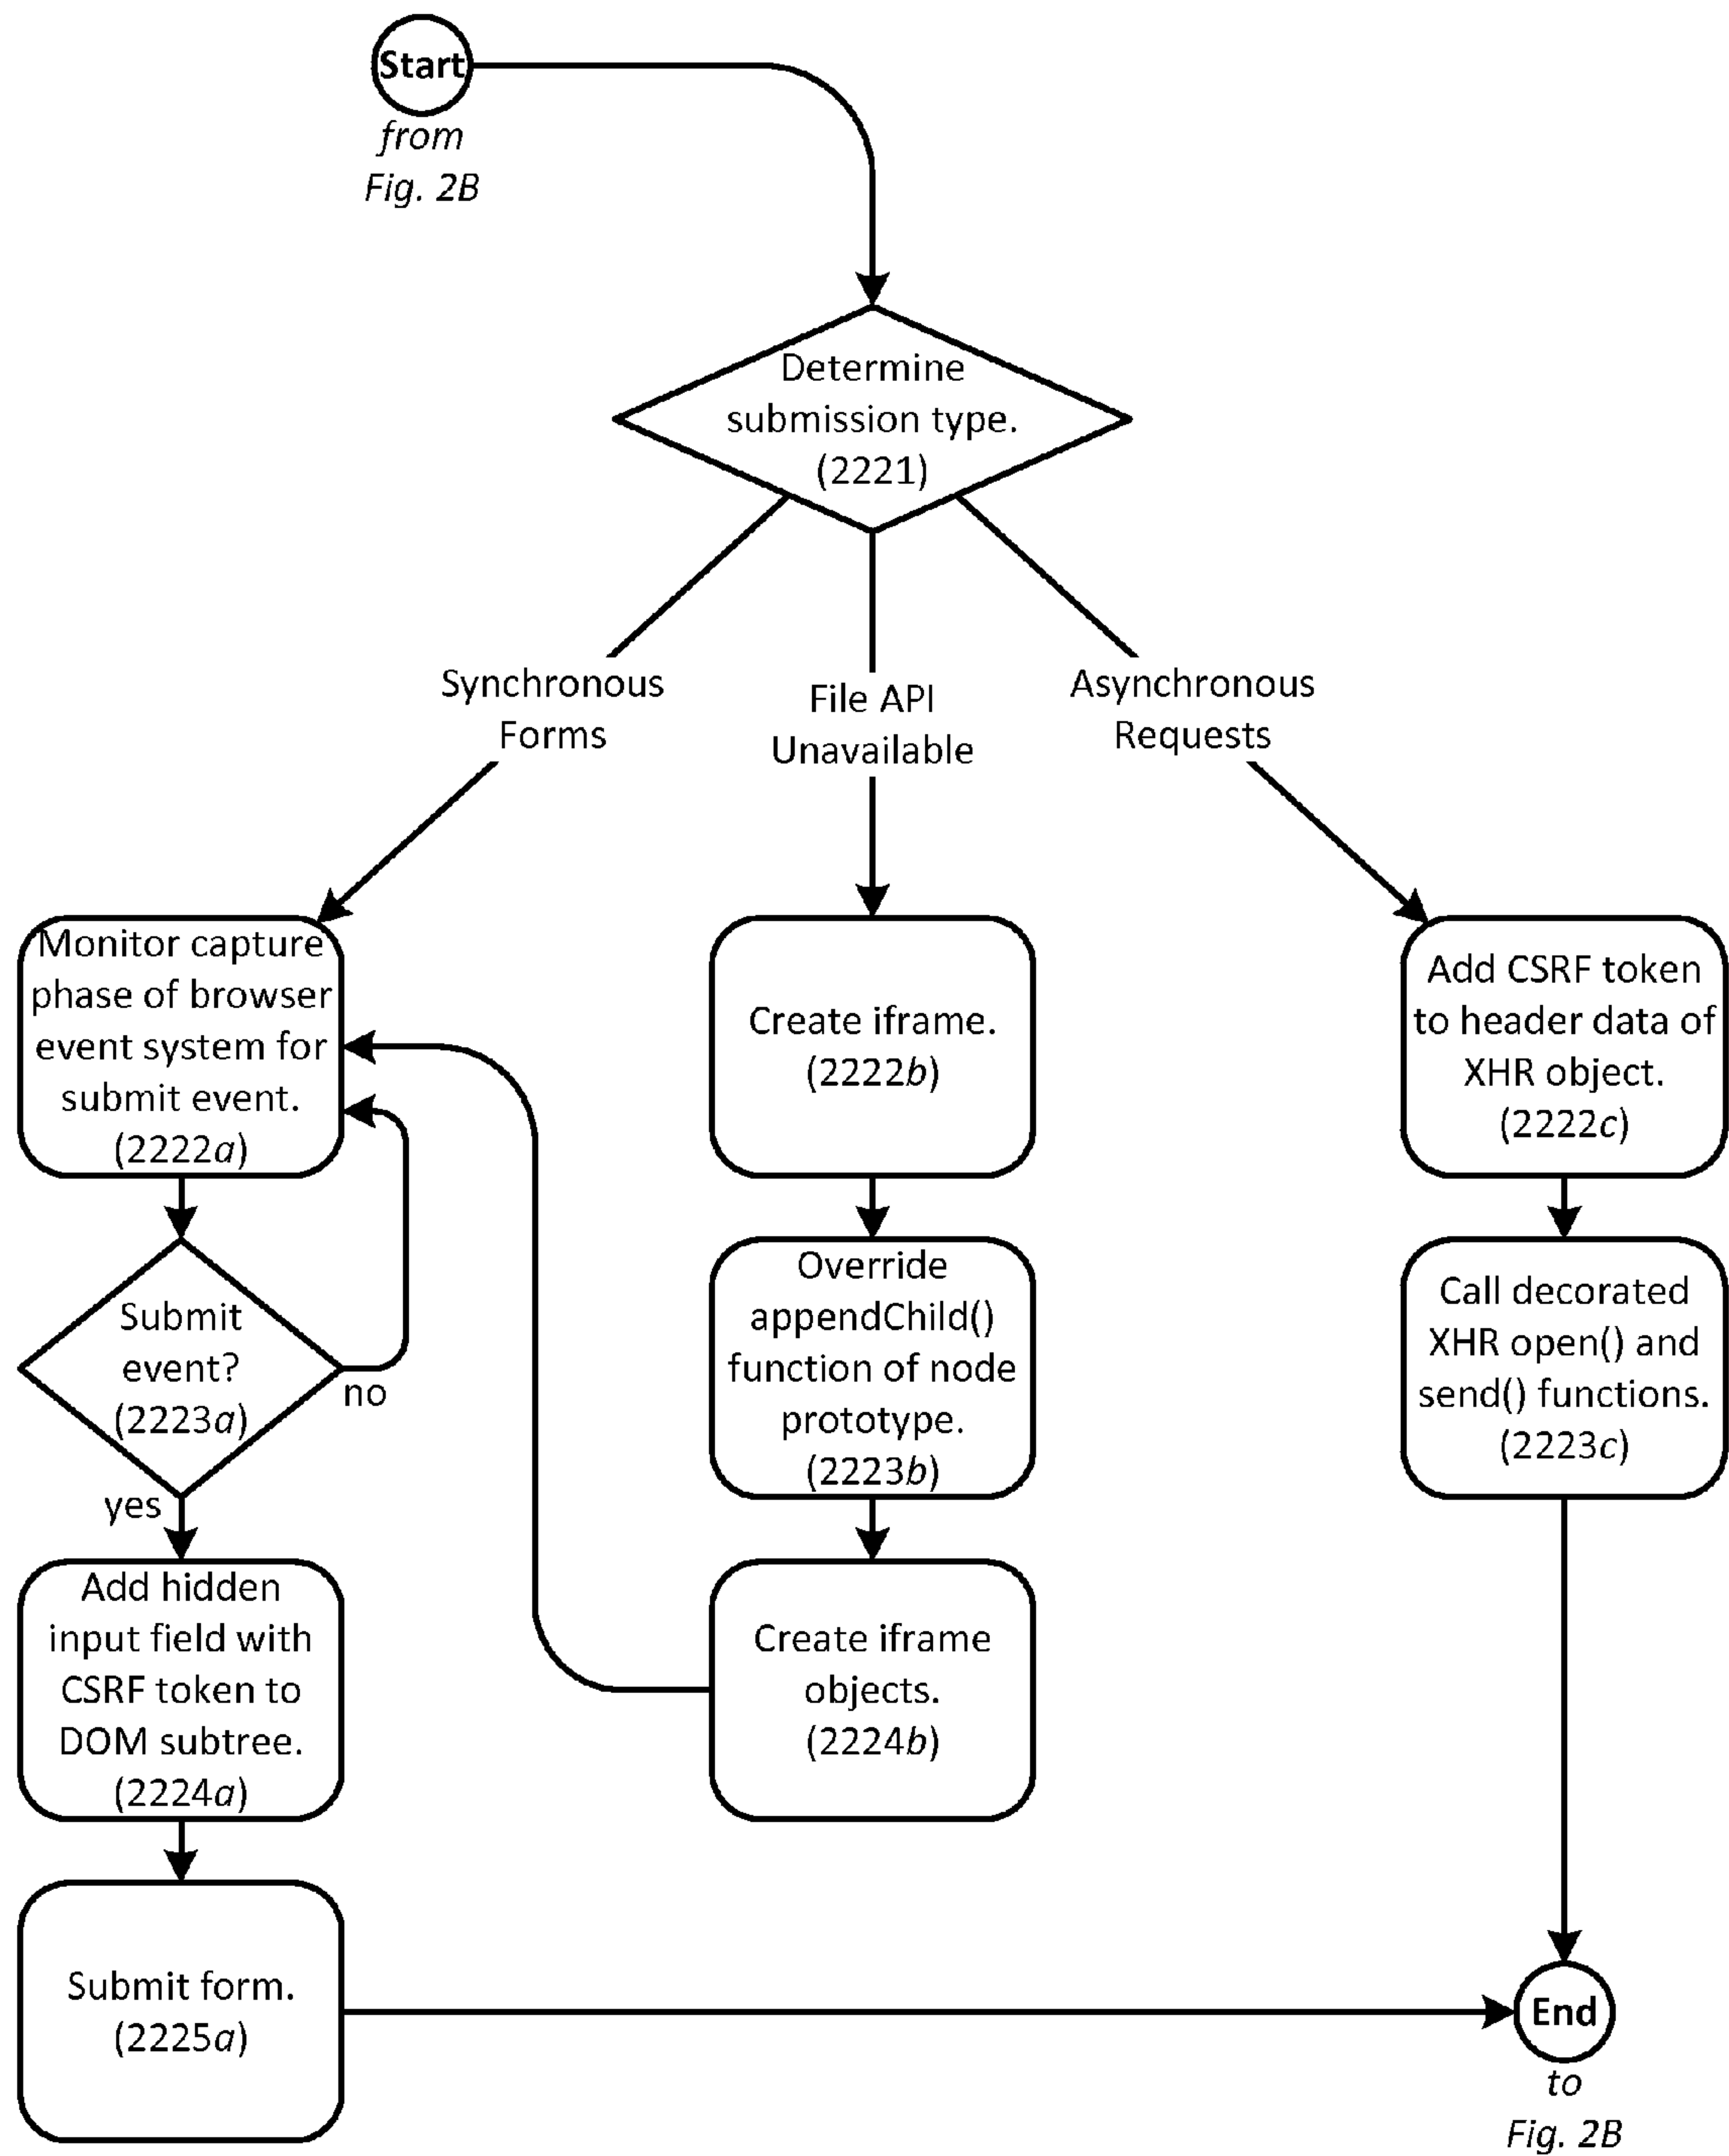 Start
from
Fig. 2B
Determine
submission type.
(2221)
Synchronous
Forms
File API
Unavailable
Asynchronous
Requests
Monitor capture
phase of browser
event system for
submit event.
(2222a)
Create iframe.
(2222b)
Add CSRF token
to header data of
XHR object.
(2222c)
Submit
event?
(2223a)
no
yes
Override
appendChild()
function of node
prototype.
(2223b)
Call decorated
XHR open() and
send() functions.
(2223c)
Add hidden
input field with
CSRF token to
DOM subtree.
(2224a)
Create iframe
objects.
(2224b)
Submit form.
(2225a)
End
to
Fig. 2B